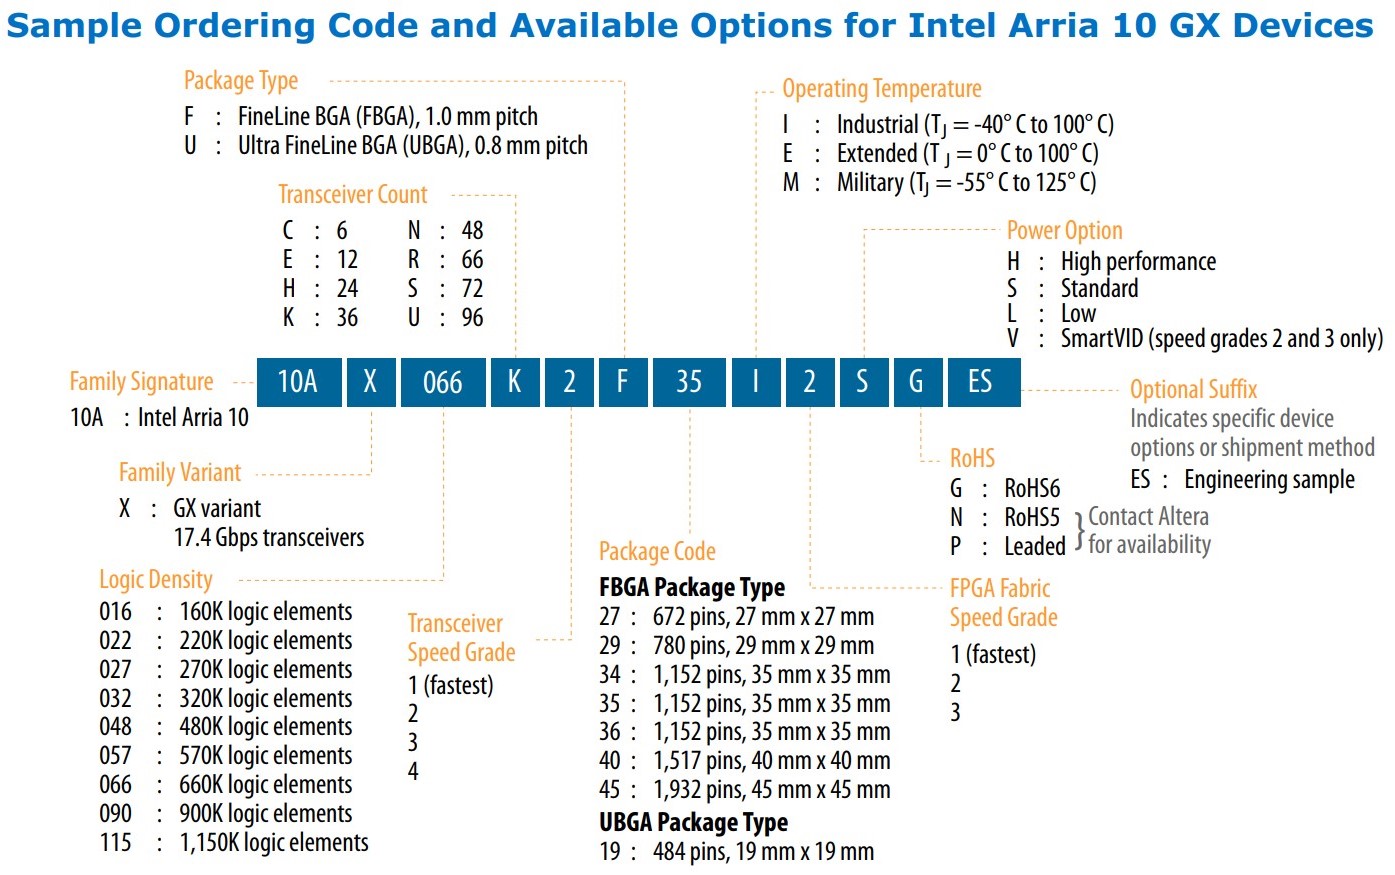 Sample Ordering Code and Available Options for Intel Arria 10 GX Devices
Package Type
F : FineLine BGA (FBGA), 1.0 mm pitch
U : Ultra FineLine BGA (UBGA), 0.8 mm pitch
Transceiver Count
C : 6 N : 48
E : 12 R : 66
H : 24 S : 72
K : 36 U : 96
Operating Temperature
I : Industrial (TJ = -40° C to 100° C)
E : Extended (TJ = 0° C to 100° C)
M : Military (TJ = -55° C to 125° C)
Power Option
H : High performance
S : Standard
L : Low
V : SmartVID (speed grades 2 and 3 only)
Family Signature
10A : Intel Arria 10
10A X 066 K 2 F 35 I 2 S G ES
Optional Suffix
Indicates specific device
options or shipment method
ES : Engineering sample
Family Variant
X : GX variant
17.4 Gbps transceivers
RoHS
G : RoHS6
N : RoHS5
P : Leaded
Contact Altera
for availability
Logic Density
016 : 160K logic elements
022 : 220K logic elements
027 : 270K logic elements
032 : 320K logic elements
048 : 480K logic elements
057 : 570K logic elements
066 : 660K logic elements
090 : 900K logic elements
115 : 1,150K logic elements
Transceiver
Speed Grade
1 (fastest)
2
3
4
Package Code
FBGA Package Type
27 : 672 pins, 27 mm x 27 mm
29 : 780 pins, 29 mm x 29 mm
34 : 1,152 pins, 35 mm x 35 mm
35 : 1,152 pins, 35 mm x 35 mm
36 : 1,152 pins, 35 mm x 35 mm
40 : 1,517 pins, 40 mm x 40 mm
45 : 1,932 pins, 45 mm x 45 mm
UBGA Package Type
19 : 484 pins, 19 mm x 19 mm
FPGA Fabric
Speed Grade
1 (fastest)
2
3